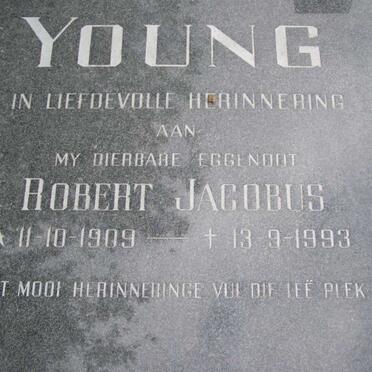 YOUNG
IN LIEFDEVOLLE HERINNERING
AAN
MY DIERBARE EGGENOOT
ROBERT JACOBUS
11-10-1909 — † 13-9-1993
MOOI HERINNERINGE VUL DIE LEË PLEK